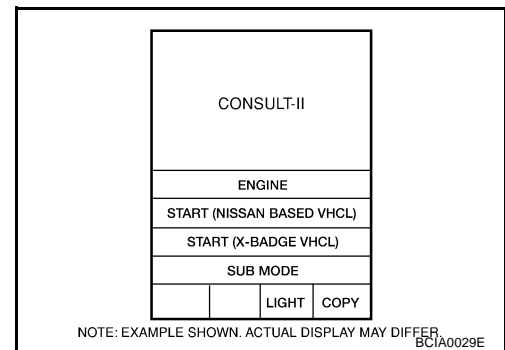 CONSULT-II
ENGINE
START (NISSAN BASED VHCL)
START (X-BADGE VHCL)
SUB MODE
LIGHT COPY
NOTE: EXAMPLE SHOWN. ACTUAL DISPLAY MAY DIFFER.
BCIA0029E